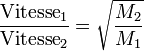 Vitesse₁/Vitesse₂ = √(M₂/M₁)